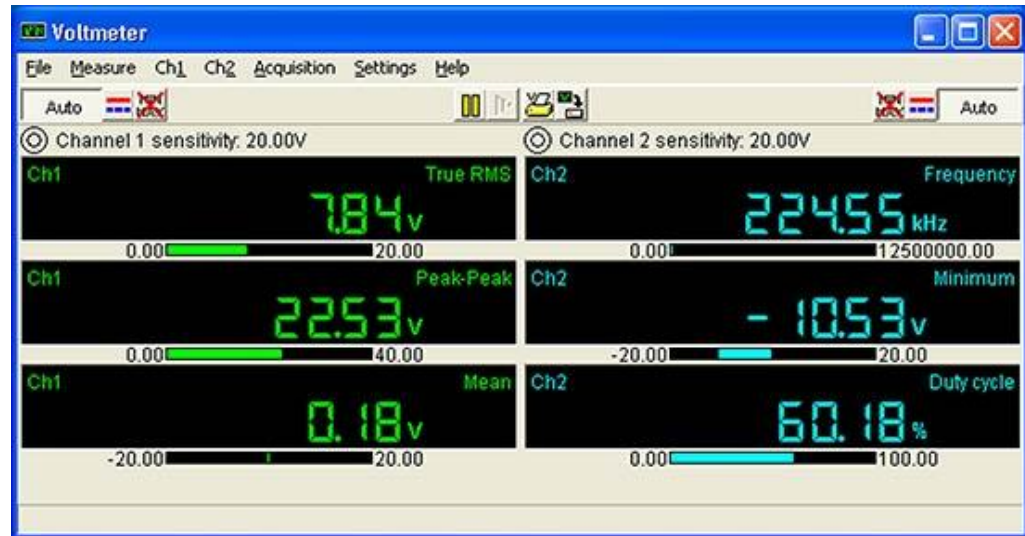 Voltmeter
File Measure Ch1 Ch2 Acquisition Settings Help
Auto Auto
Channel 1 sensitivity: 20.00V
Ch1 True RMS
7.84 v
0.00 20.00
Ch1 Peak-Peak
22.53 v
0.00 40.00
Ch1 Mean
0.18 v
-20.00 20.00
Channel 2 sensitivity: 20.00V
Ch2 Frequency
224.55 kHz
0.00 12500000.00
Ch2 Minimum
- 10.53 v
-20.00 20.00
Ch2 Duty cycle
60.18 %
0.00 100.00